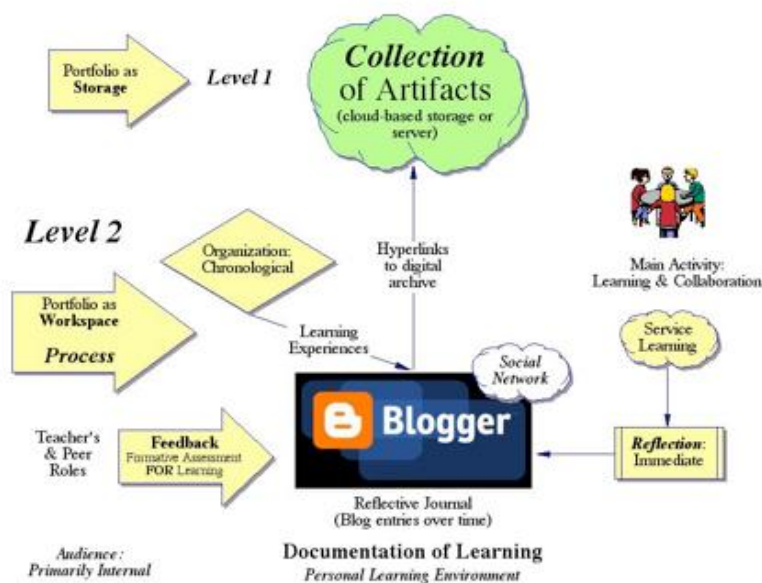 Portfolio as
Storage
Level 1
Collection
of Artifacts
(cloud-based storage or
server)
Level 2
Organization:
Chronological
Hyperlinks
to digital
archive
Main Activity:
Learning & Collaboration
Portfolio as
Workspace
Process
Learning
Experiences
Social
Network
Service
Learning
Blogger
Teacher's
& Peer
Roles
Feedback
Formative Assessment
FOR Learning
Reflection:
Immediate
Reflective Journal
(Blog entries over time)
Documentation of Learning
Personal Learning Environment
Audience:
Primarily Internal